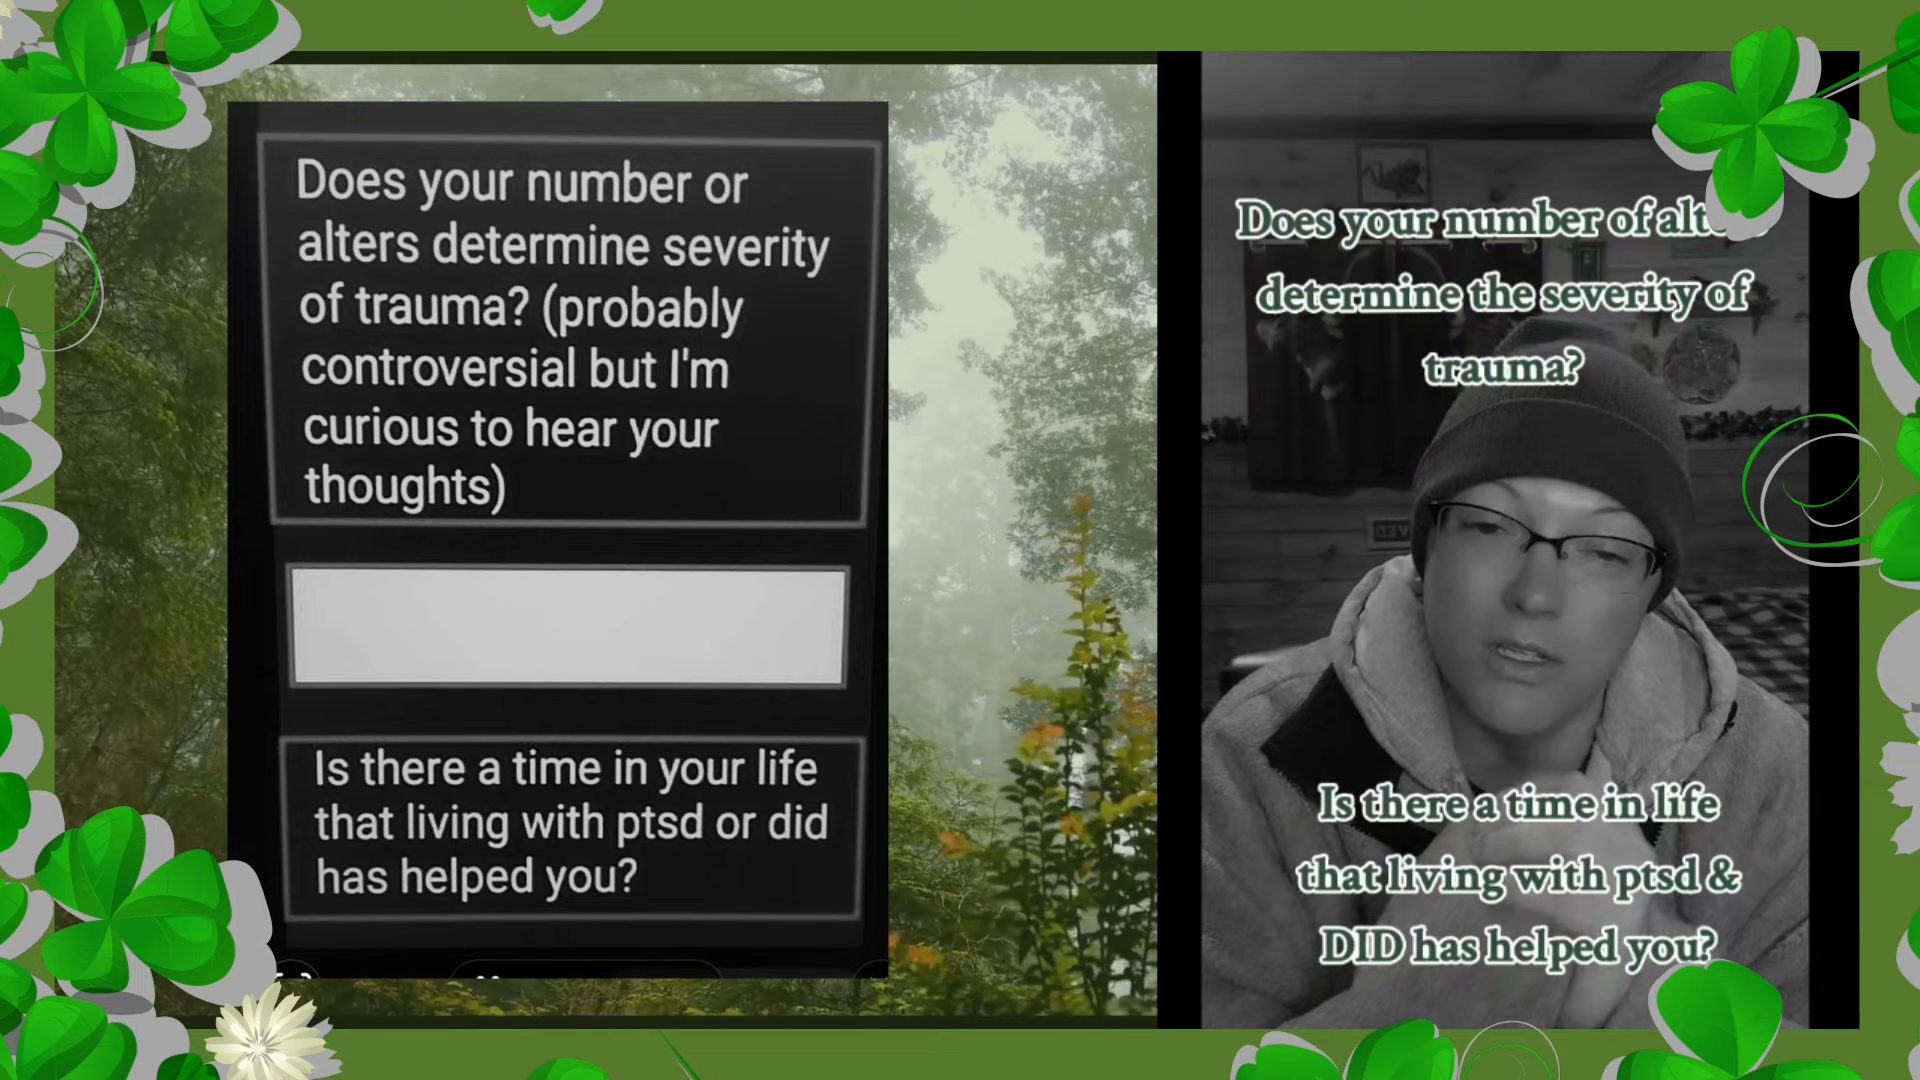 Does your number or
alters determine severity
of trauma? (probably
controversial but I'm
curious to hear your
thoughts)
Is there a time in your life
that living with ptsd or did
has helped you?
Does your number of
determine the severity of
trauma?
Is there a time in life
that living with ptsd &
DID has helped you?